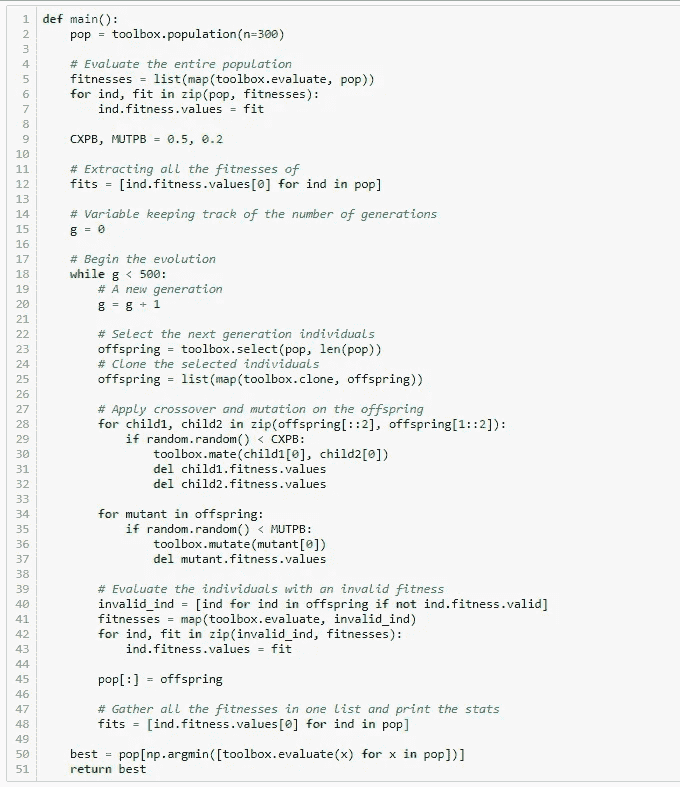 1 def main():
2     pop = toolbox.population(n=300)
3
4     # Evaluate the entire population
5     fitnesses = list(map(toolbox.evaluate, pop))
6     for ind, fit in zip(pop, fitnesses):
7         ind.fitness.values = fit
8
9     CXPB, MUTPB = 0.5, 0.2
10
11     # Extracting all the fitnesses of
12     fits = [ind.fitness.values[0] for ind in pop]
13
14     # Variable keeping track of the number of generations
15     g = 0
16
17     # Begin the evolution
18     while g < 500:
19         # A new generation
20         g = g + 1
21
22         # Select the next generation individuals
23         offspring = toolbox.select(pop, len(pop))
24         # Clone the selected individuals
25         offspring = list(map(toolbox.clone, offspring))
26
27         # Apply crossover and mutation on the offspring
28         for child1, child2 in zip(offspring[::2], offspring[1::2]):
29             if random.random() < CXPB:
30                 toolbox.mate(child1[0], child2[0])
31                 del child1.fitness.values
32                 del child2.fitness.values
33
34         for mutant in offspring:
35             if random.random() < MUTPB:
36                 toolbox.mutate(mutant[0])
37                 del mutant.fitness.values
38
39         # Evaluate the individuals with an invalid fitness
40         invalid_ind = [ind for ind in offspring if not ind.fitness.valid]
41         fitnesses = map(toolbox.evaluate, invalid_ind)
42         for ind, fit in zip(invalid_ind, fitnesses):
43             ind.fitness.values = fit
44
45         pop[:] = offspring
46
47         # Gather all the fitnesses in one list and print the stats
48         fits = [ind.fitness.values[0] for ind in pop]
49
50     best = pop[np.argmin([toolbox.evaluate(x) for x in pop])]
51     return best